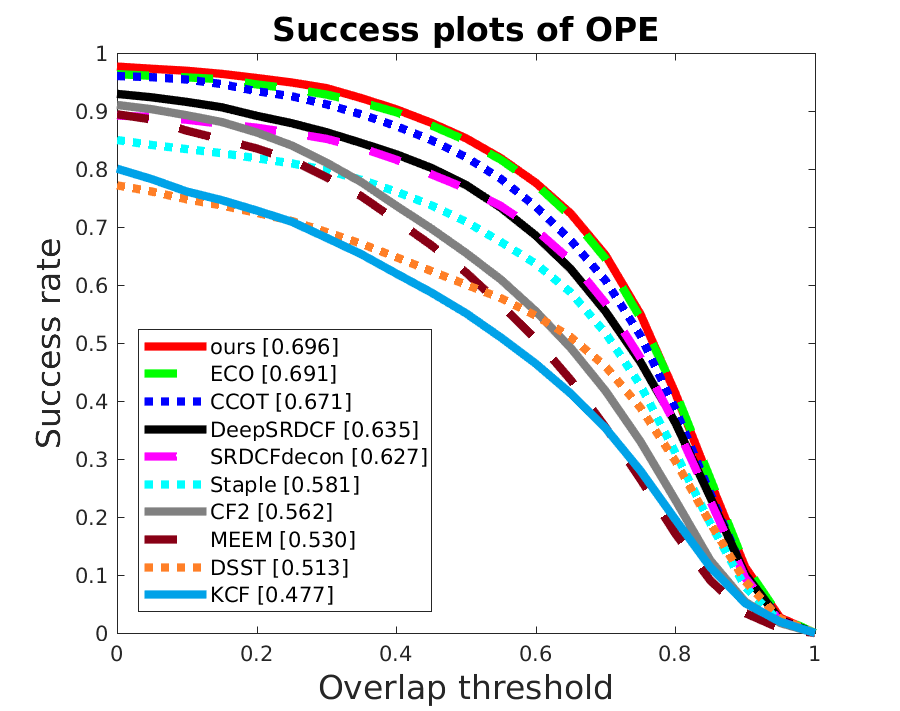 Success plots of OPE
1
0.9
0.8
0.7
0.6
0.5
0.4
0.3
0.2
0.1
0
Success rate
ours [0.696]
ECO [0.691]
CCOT [0.671]
DeepSRDCF [0.635]
SRDCFdecon [0.627]
Staple [0.581]
CF2 [0.562]
MEEM [0.530]
DSST [0.513]
KCF [0.477]
0 0.2 0.4 0.6 0.8 1
Overlap threshold